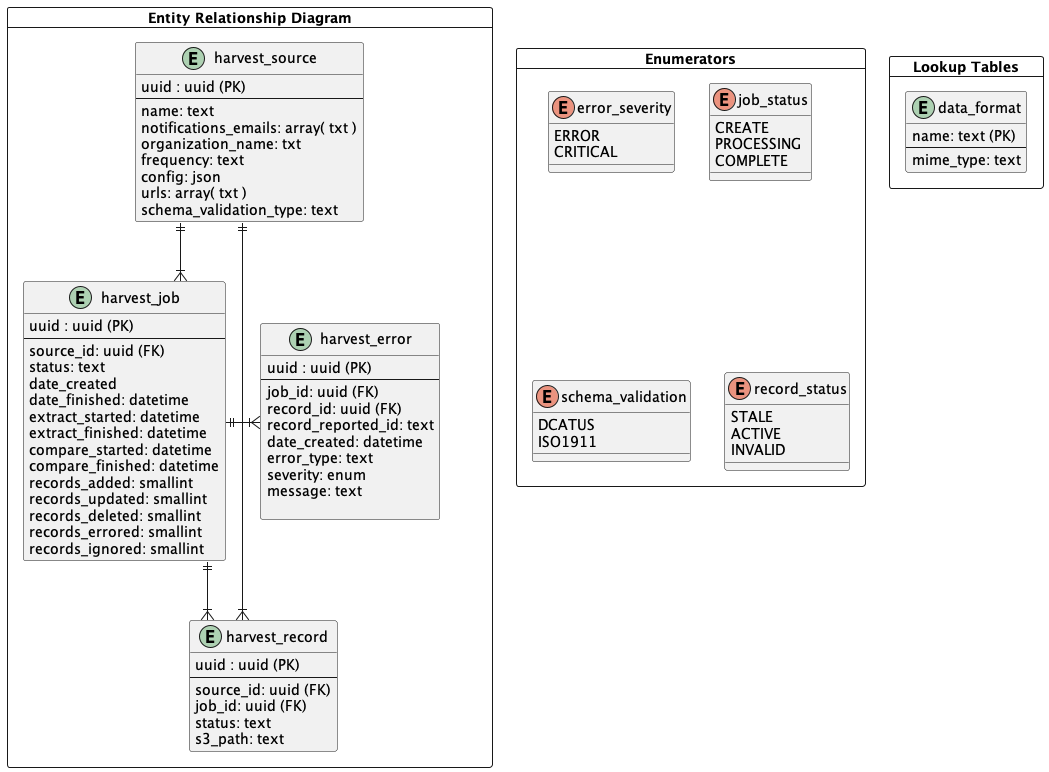 Entity Relationship Diagram
E harvest_source
uuid : uuid (PK)
name: text
notifications_emails: array( txt )
organization_name: txt
frequency: text
config: json
urls: array( txt )
schema_validation_type: text
E harvest_job
uuid : uuid (PK)
source_id: uuid (FK)
status: text
date_created
date_finished: datetime
extract_started: datetime
extract_finished: datetime
compare_started: datetime
compare_finished: datetime
records_added: smallint
records_updated: smallint
records_deleted: smallint
records_errored: smallint
records_ignored: smallint
E harvest_error
uuid : uuid (PK)
job_id: uuid (FK)
record_id: uuid (FK)
record_reported_id: text
date_created: datetime
error_type: text
severity: enum
message: text
E harvest_record
uuid : uuid (PK)
source_id: uuid (FK)
job_id: uuid (FK)
status: text
s3_path: text
Enumerators
E error_severity
ERROR
CRITICAL
E job_status
CREATE
PROCESSING
COMPLETE
E schema_validation
DCATUS
ISO1911
E record_status
STALE
ACTIVE
INVALID
Lookup Tables
E data_format
name: text (PK)
mime_type: text